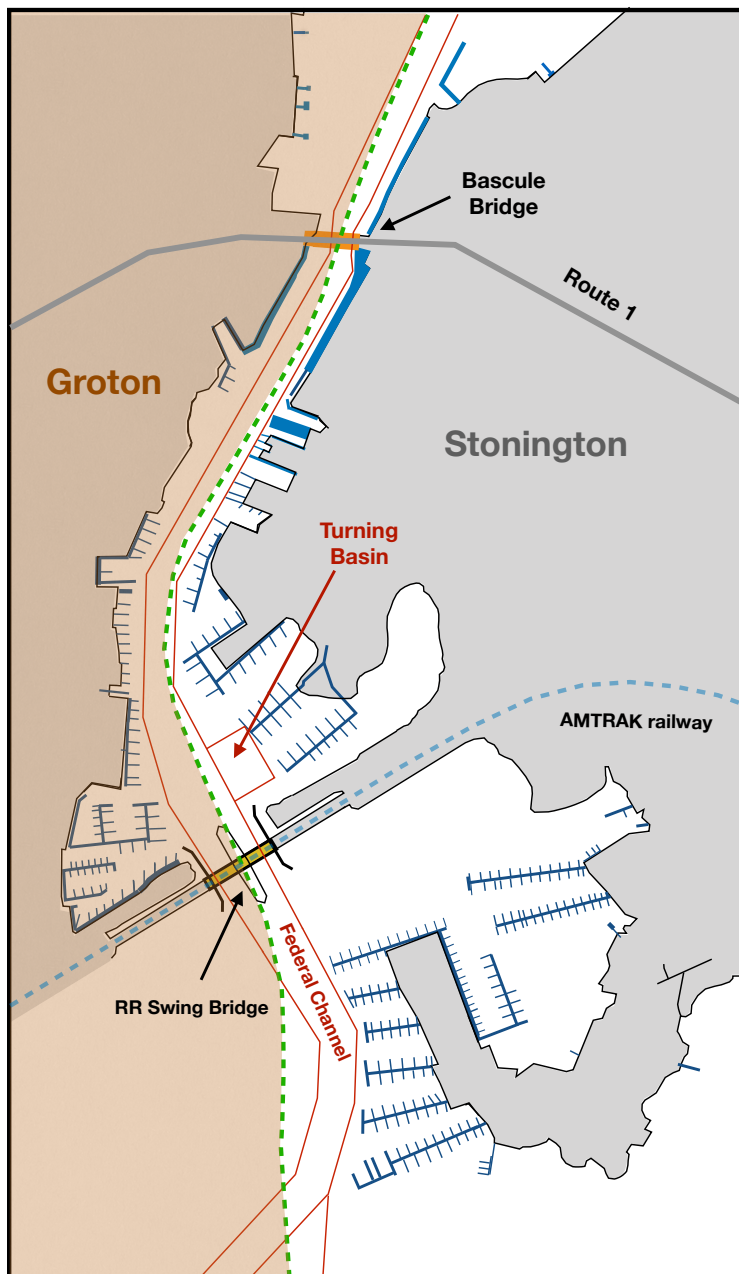 Bascule
Bridge
Route 1
Groton
Stonington
Turning
Basin
AMTRAK railway
Federal Channel
RR Swing Bridge